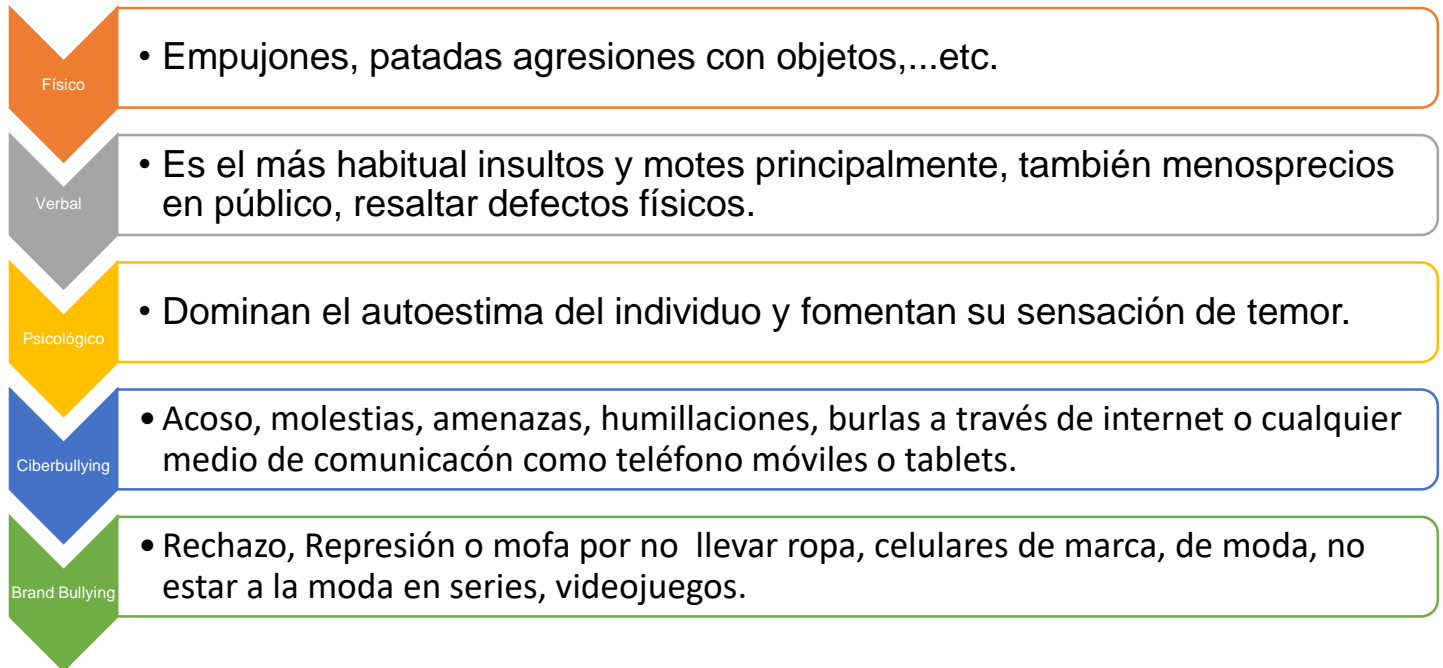 Físico
• Empujones, patadas agresiones con objetos,...etc.
Verbal
• Es el más habitual insultos y motes principalmente, también menosprecios
en público, resaltar defectos físicos.
Psicológico
• Dominan el autoestima del individuo y fomentan su sensación de temor.
Ciberbullying
• Acoso, molestias, amenazas, humillaciones, burlas a través de internet o cualquier
medio de comunicacón como teléfono móviles o tablets.
Brand Bullying
• Rechazo, Represión o mofa por no llevar ropa, celulares de marca, de moda, no
estar a la moda en series, videojuegos.